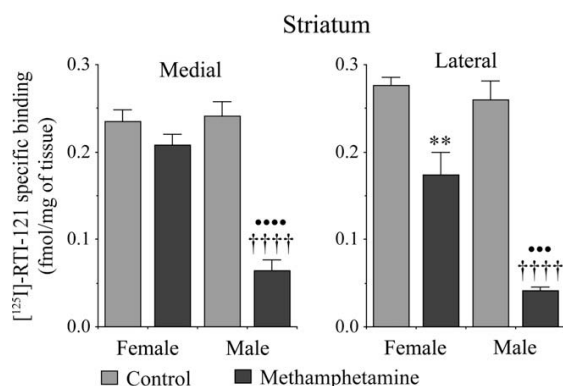 Striatum
Medial
Lateral
[¹²⁵I]-RTI-121 specific binding
(fmol/mg of tissue)
0.3
0.2
0.1
0.0
••••
††††
Female
Male
0.3
0.2
0.1
0.0
**
•••
††††
Female
Male
Control
Methamphetamine